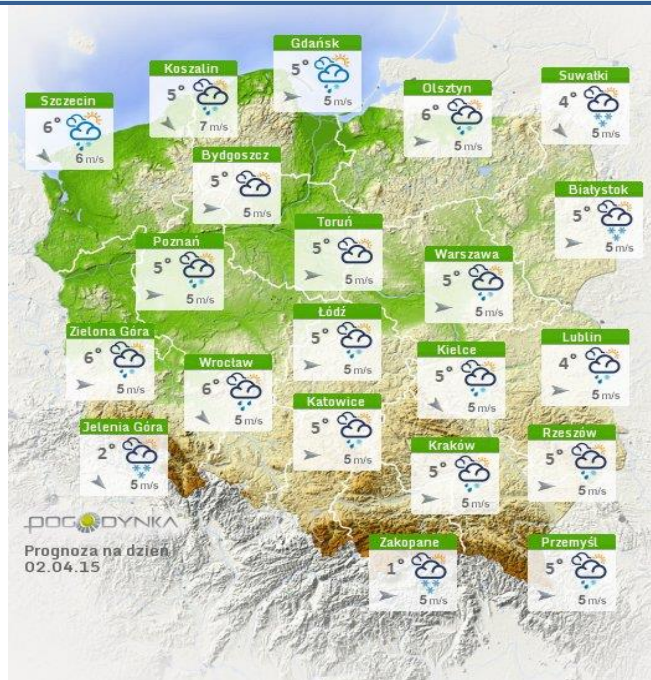 Gdańsk
5°
5 m/s
Koszalin
5°
7 m/s
Suwałki
4°
5 m/s
Olsztyn
6°
5 m/s
Szczecin
6°
6 m/s
Bydgoszcz
5°
5 m/s
Białystok
5°
5 m/s
Toruń
5°
5 m/s
Poznań
5°
5 m/s
Warszawa
5°
5 m/s
Łódź
5°
5 m/s
Zielona Góra
6°
5 m/s
Lublin
4°
5 m/s
Kielce
5°
5 m/s
Wrocław
6°
5 m/s
Katowice
5°
5 m/s
Jelenia Góra
2°
5 m/s
Rzeszów
5°
5 m/s
Kraków
5°
5 m/s
POGODYNKA
Prognoza na dzień
02.04.15
Zakopane
1°
5 m/s
Przemyśl
5°
5 m/s